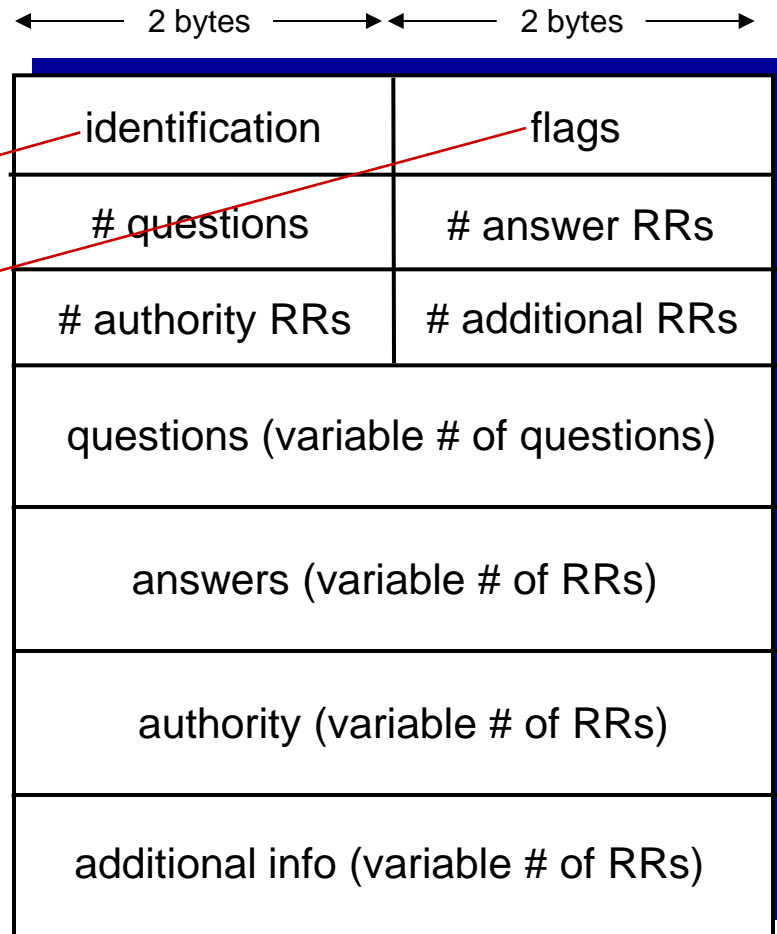 2 bytes 2 bytes
identification flags
# questions # answer RRs
# authority RRs # additional RRs
questions (variable # of questions)
answers (variable # of RRs)
authority (variable # of RRs)
additional info (variable # of RRs)